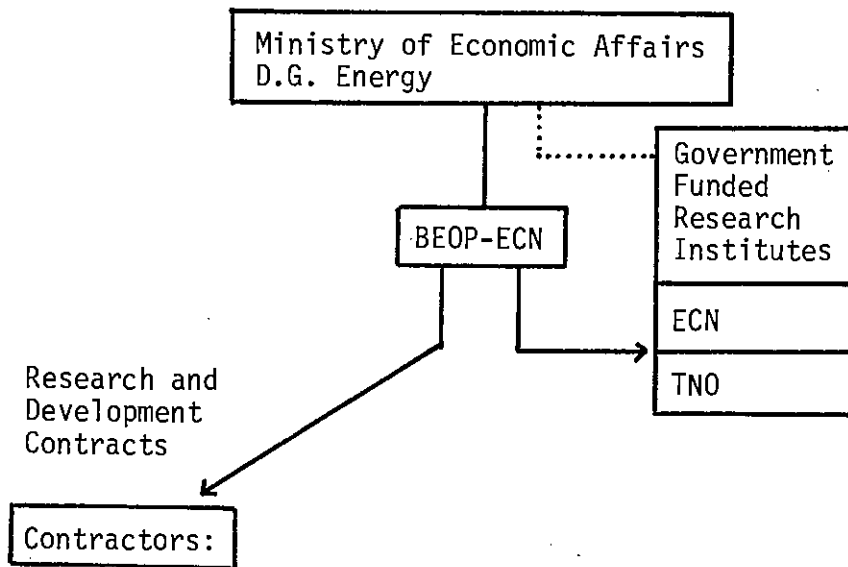 Ministry of Economic Affairs
D.G. Energy
Government
Funded
Research
Institutes
BEOP-ECN
ECN
TNO
Research and
Development
Contracts
Contractors: